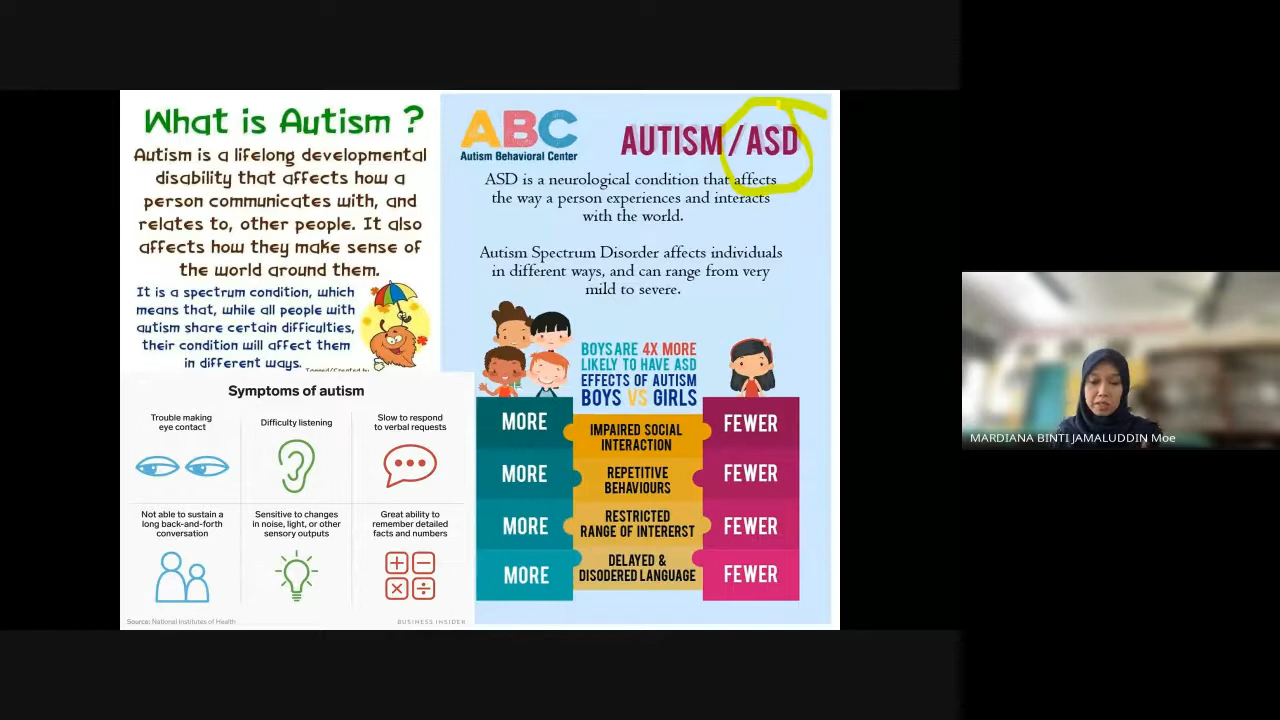 What is Autism ?
Autism is a lifelong developmental
disability that affects how a
person communicates with, and
relates to, other people. It also
affects how they make sense of
the world around them.
It is a spectrum condition, which
means that, while all people with
autism share certain difficulties,
their condition will affect them
in different ways.
Symptoms of autism
Trouble making
eye contact
Difficulty listening
Slow to respond
to verbal requests
Not able to sustain a
long back-and-forth
conversation
Sensitive to changes
in noise, light, or other
sensory outputs
Great ability to
remember detailed
facts and numbers
Source: National Institutes of Health
BUSINESS INSIDER
ABC
Autism Behavioral Center
AUTISM/ASD
ASD is a neurological condition that affects
the way a person experiences and interacts
with the world.
Autism Spectrum Disorder affects individuals
in different ways, and can range from very
mild to severe.
BOYS ARE 4X MORE
LIKELY TO HAVE ASD
EFFECTS OF AUTISM
BOYS VS GIRLS
MORE
IMPAIRED SOCIAL
INTERACTION
FEWER
MORE
REPETITIVE
BEHAVIOURS
FEWER
MORE
RESTRICTED
RANGE OF INTERERST
FEWER
MORE
DELAYED &
DISODERED LANGUAGE
FEWER
MARDIANA BINTI JAMALUDDIN Moe